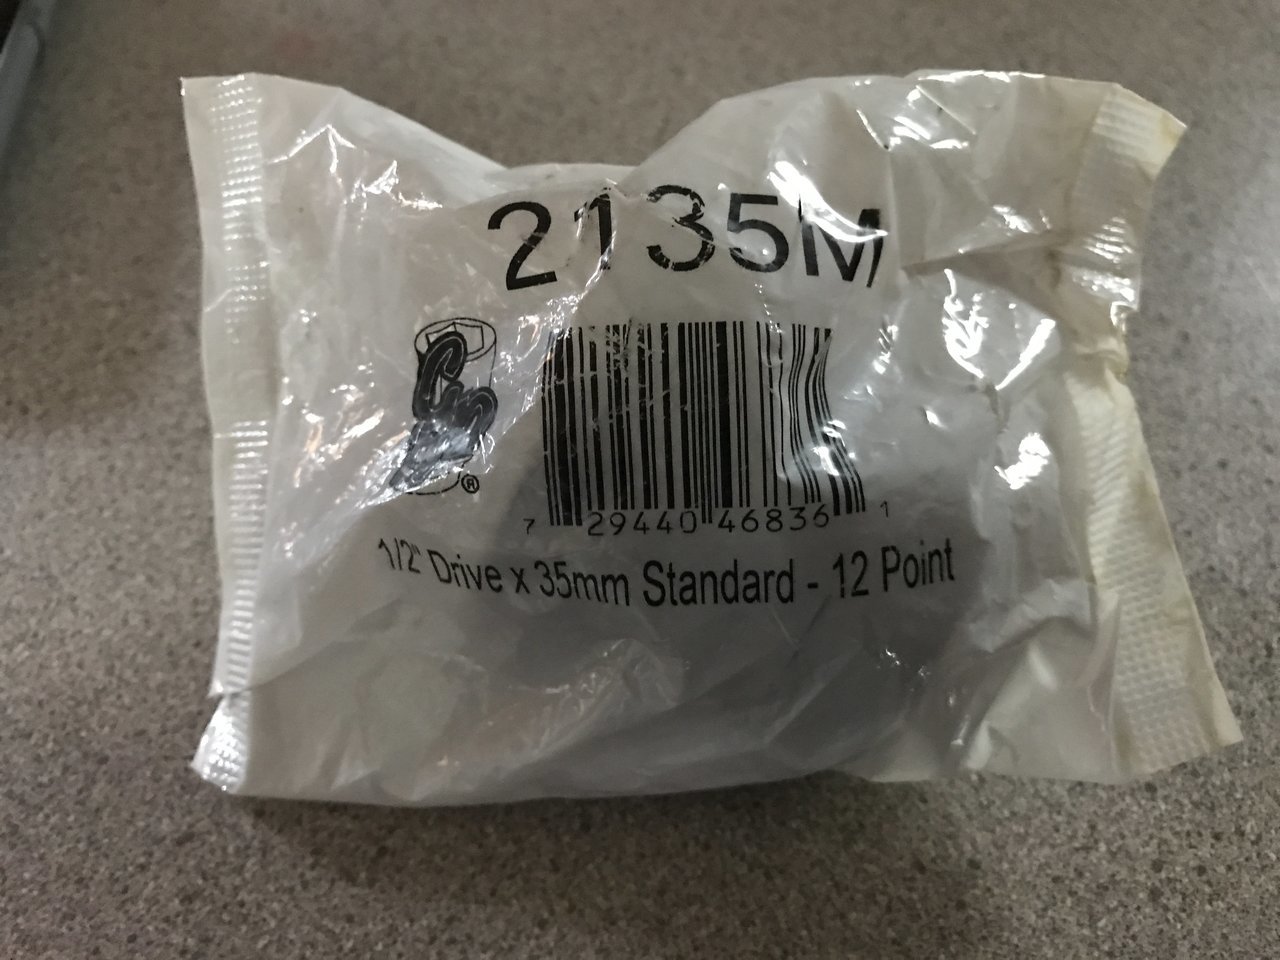 2135M
®
7 29440 46836 1
1/2" Drive x 35mm Standard - 12 Point